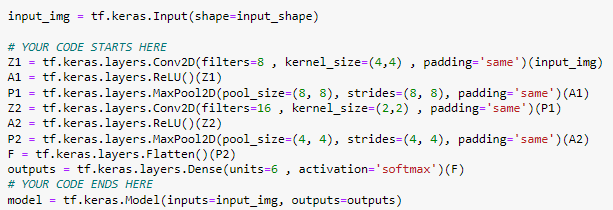 input_img = tf.keras.Input(shape=input_shape)
# YOUR CODE STARTS HERE
Z1 = tf.keras.layers.Conv2D(filters=8 , kernel_size=(4,4) , padding='same')(input_img)
A1 = tf.keras.layers.ReLU()(Z1)
P1 = tf.keras.layers.MaxPool2D(pool_size=(8, 8), strides=(8, 8), padding='same')(A1)
Z2 = tf.keras.layers.Conv2D(filters=16 , kernel_size=(2,2) , padding='same')(P1)
A2 = tf.keras.layers.ReLU()(Z2)
P2 = tf.keras.layers.MaxPool2D(pool_size=(4, 4), strides=(4, 4), padding='same')(A2)
F = tf.keras.layers.Flatten()(P2)
outputs = tf.keras.layers.Dense(units=6 , activation='softmax')(F)
# YOUR CODE ENDS HERE
model = tf.keras.Model(inputs=input_img, outputs=outputs)